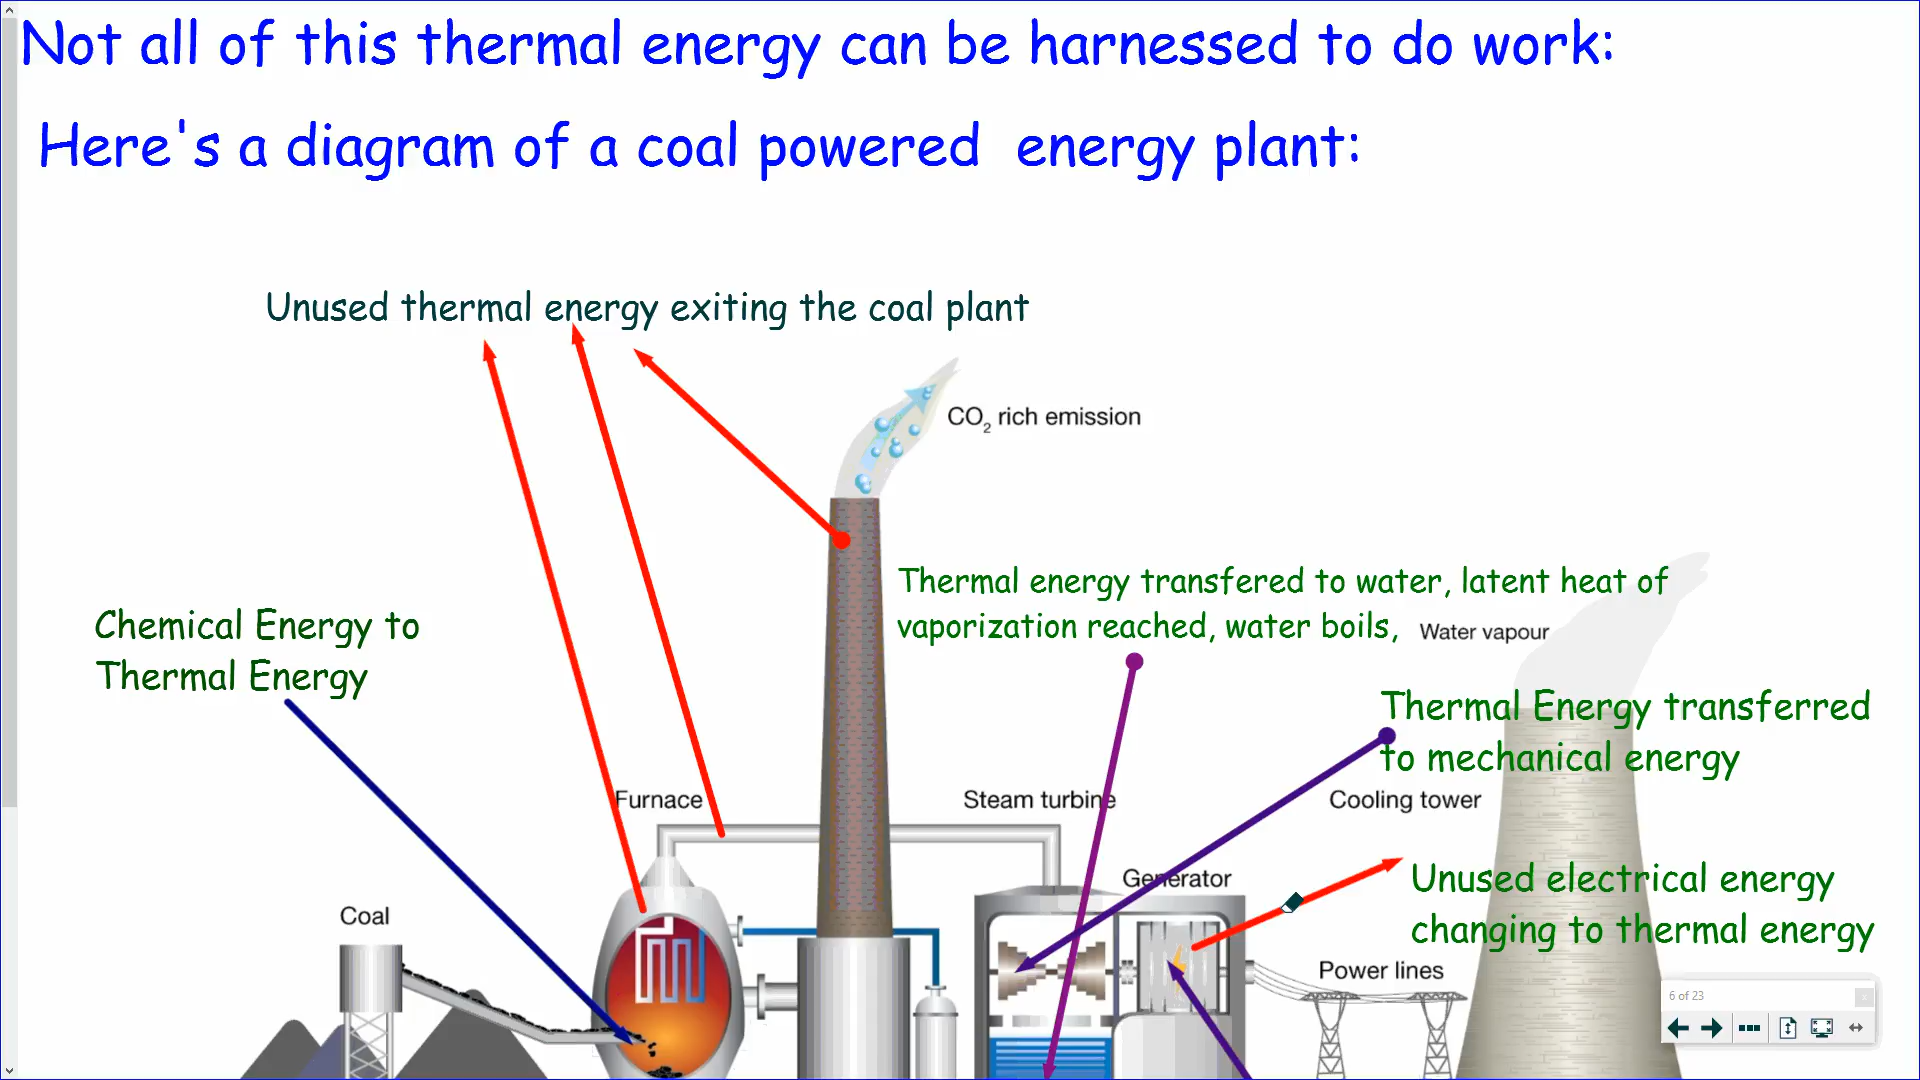 Not all of this thermal energy can be harnessed to do work:
Here's a diagram of a coal powered energy plant:
Unused thermal energy exiting the coal plant
CO2 rich emission
Thermal energy transfered to water, latent heat of
vaporization reached, water boils,
Water vapour
Chemical Energy to
Thermal Energy
Thermal Energy transferred
to mechanical energy
Furnace
Steam turbine
Cooling tower
Generator
Unused electrical energy
changing to thermal energy
Coal
Power lines
6 of 23